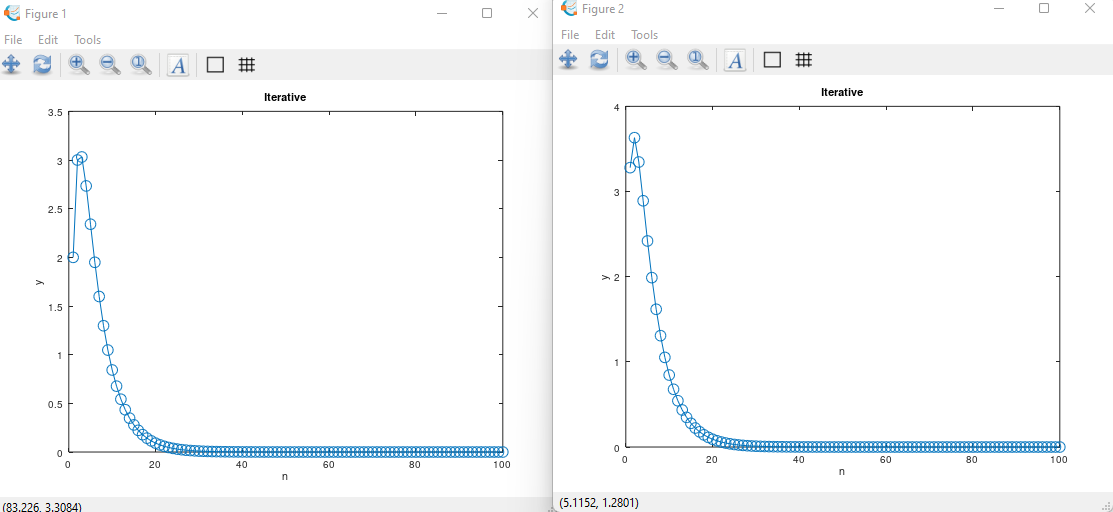 Figure 1
File Edit Tools
A
Iterative
3.5
3
2.5
2
1.5
1
0.5
0
y
0 20 40 60 80 100
n
(83.226, 3.3084)
Figure 2
File Edit Tools
A
Iterative
4
3
2
1
0
y
0 20 40 60 80 100
n
(5.1152, 1.2801)